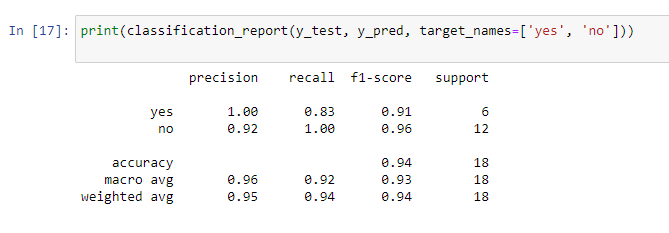 In [17]: print(classification_report(y_test, y_pred, target_names=['yes', 'no']))
precision recall f1-score support
yes 1.00 0.83 0.91 6
no 0.92 1.00 0.96 12
accuracy 0.94 18
macro avg 0.96 0.92 0.93 18
weighted avg 0.95 0.94 0.94 18